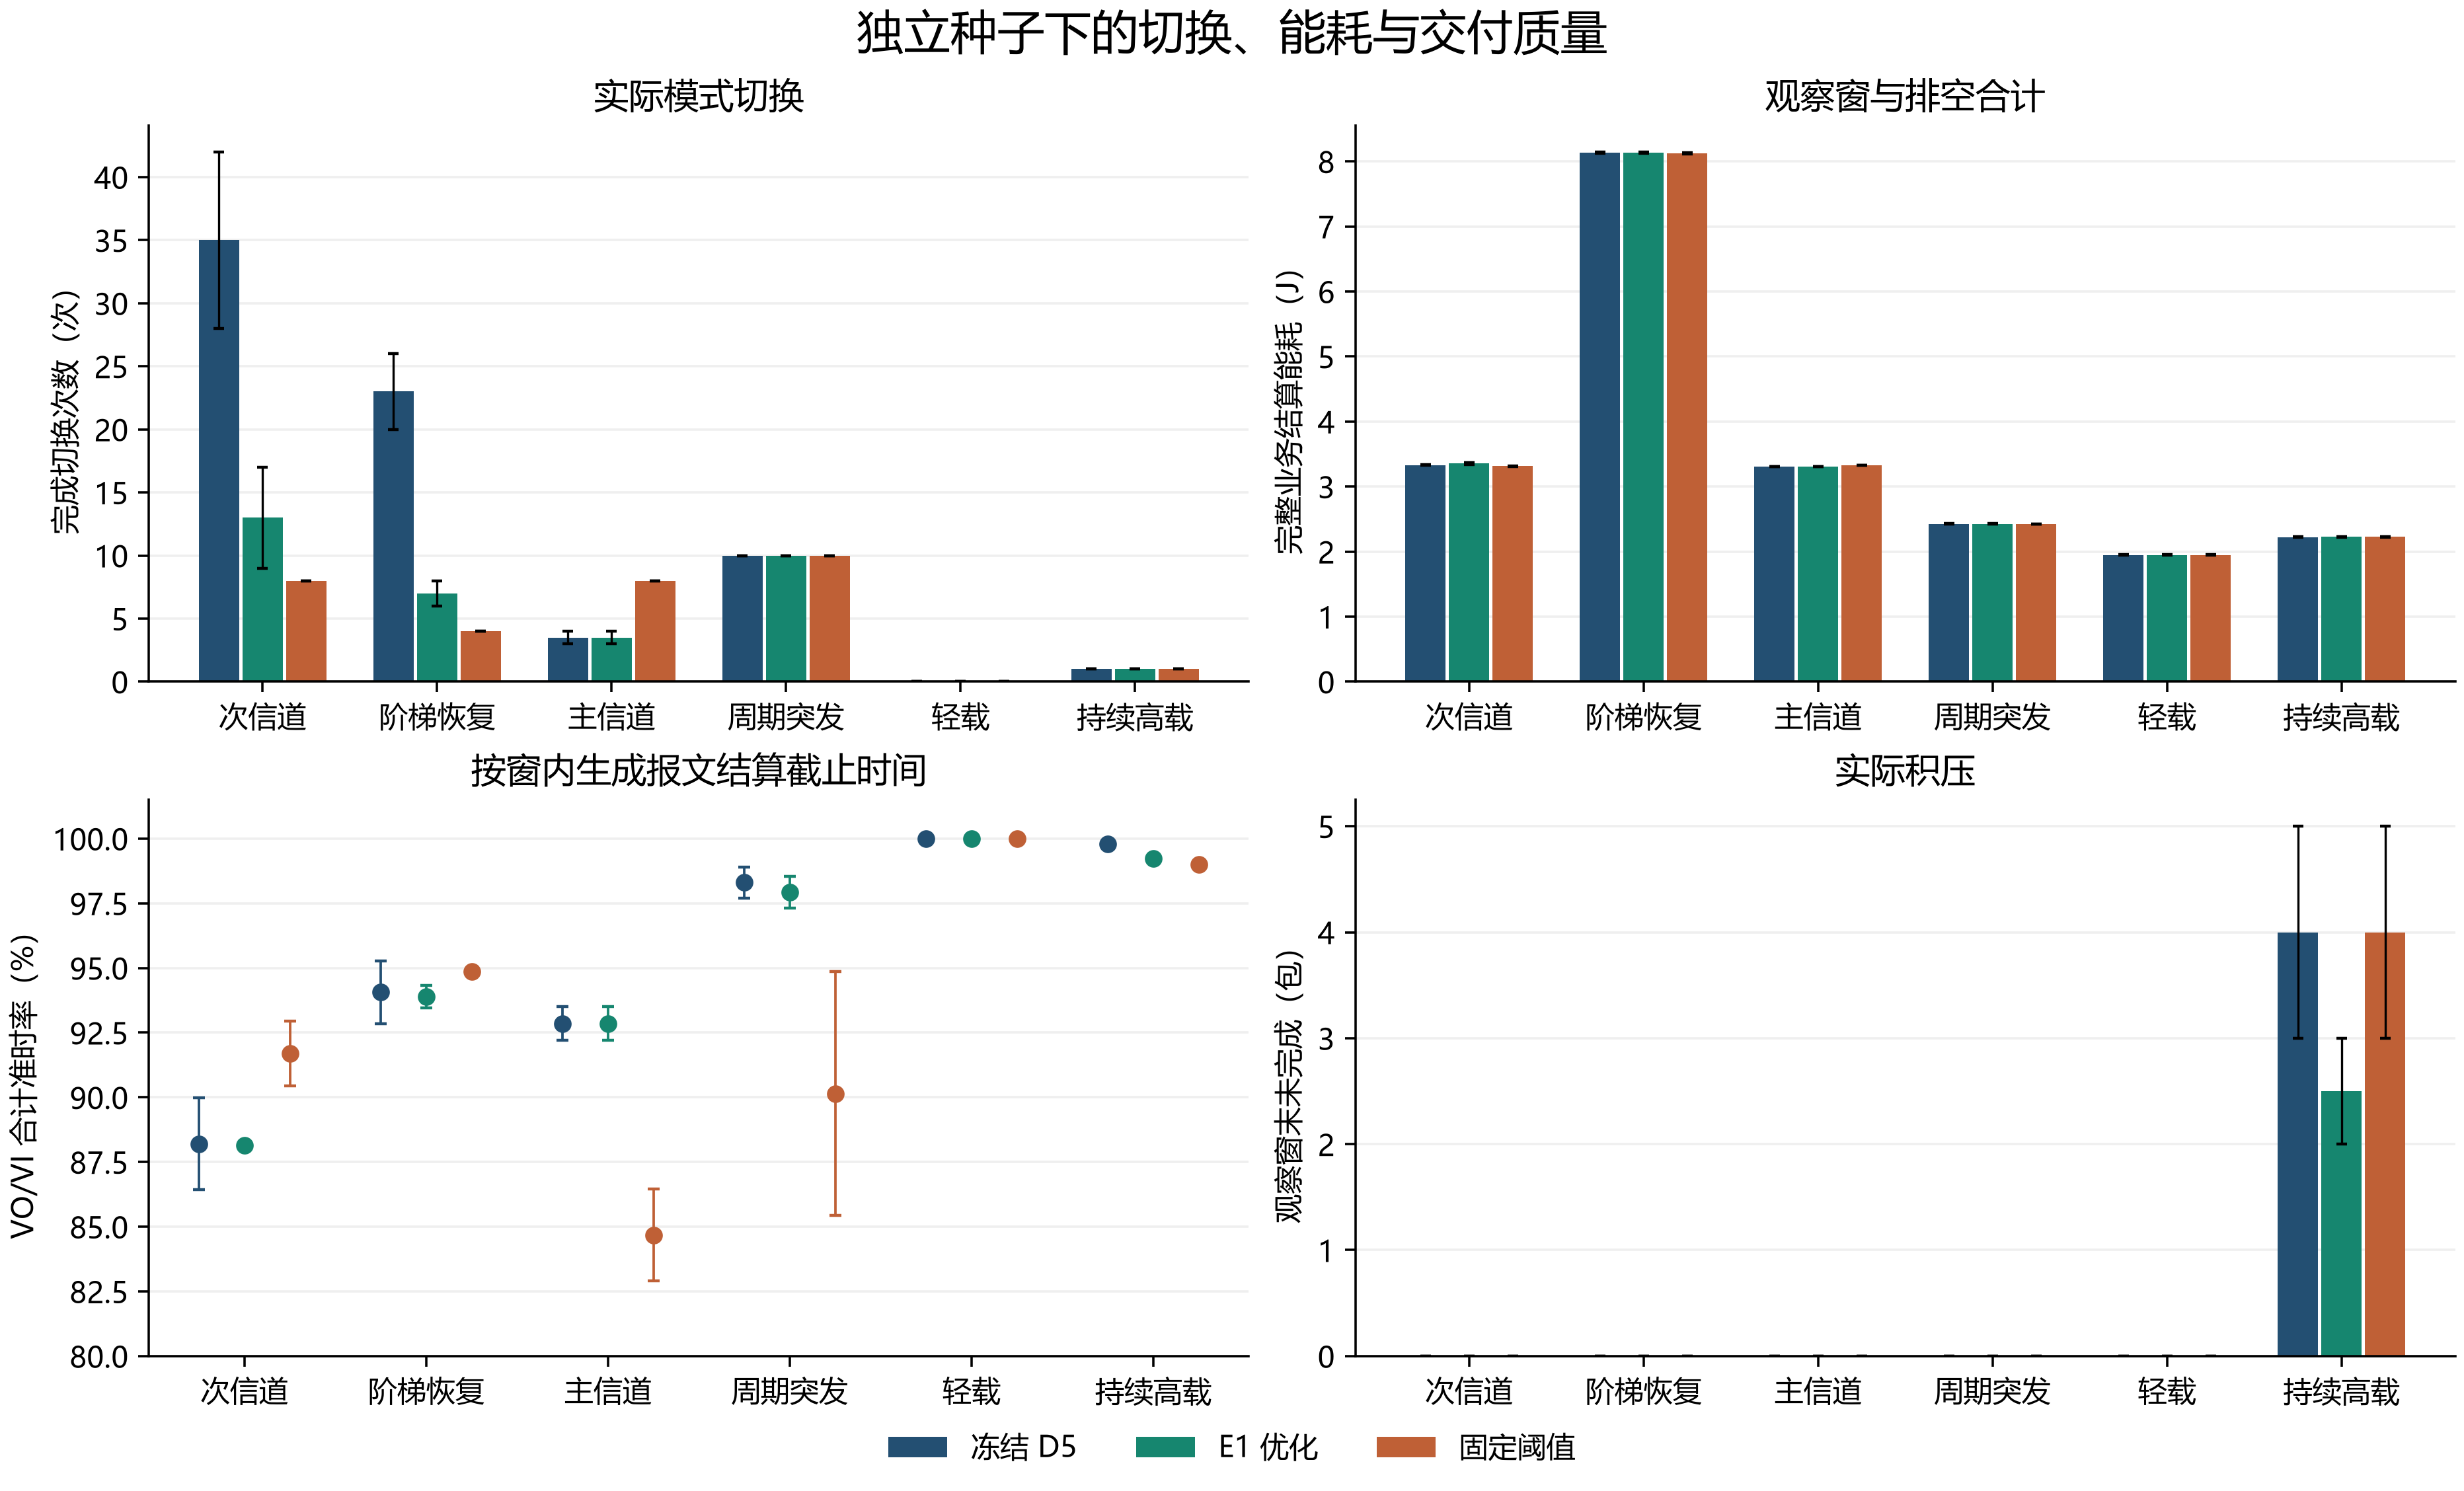 独立种子下的切换、能耗与交付质量
实际模式切换
完成切换次数（次）
40
35
30
25
20
15
10
5
0
次信道 阶梯恢复 主信道 周期突发 轻载 持续高载
观察窗与排空合计
完整业务结算能耗（J）
8
7
6
5
4
3
2
1
0
次信道 阶梯恢复 主信道 周期突发 轻载 持续高载
按窗内生成报文结算截止时间
VO/VI 合计准时率（%）
100.0
97.5
95.0
92.5
90.0
87.5
85.0
82.5
80.0
次信道 阶梯恢复 主信道 周期突发 轻载 持续高载
实际积压
观察窗末未完成（包）
5
4
3
2
1
0
次信道 阶梯恢复 主信道 周期突发 轻载 持续高载
冻结 D5 E1 优化 固定阈值